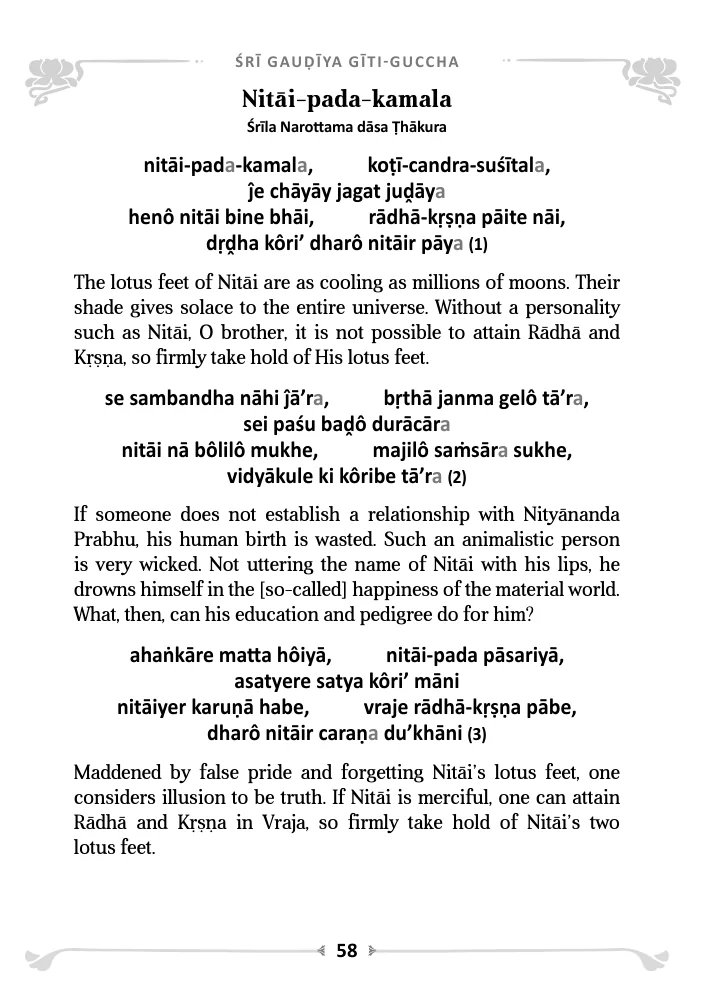 ŚRĪ GAUḌĪYA GĪTI-GUCCHA
Nitāi-pada-kamala
Śrīla Narottama dāsa Ṭhākura
nitāi-pada-kamala, koṭī-candra-suśītala,
ĵe chāyāy jagat juḓāya
henô nitāi bine bhāi, rādhā-kṛṣṇa pāite nāi,
dṛḓha kôri’ dharô nitāir pāya (1)
The lotus feet of Nitāi are as cooling as millions of moons. Their
shade gives solace to the entire universe. Without a personality
such as Nitāi, O brother, it is not possible to attain Rādhā and
Kṛṣṇa, so firmly take hold of His lotus feet.
se sambandha nāhi ĵā’ra, bṛthā janma gelô tā’ra,
sei paśu baḓô durācāra
nitāi nā bôlilô mukhe, majilô saṁsāra sukhe,
vidyākule ki kôribe tā’ra (2)
If someone does not establish a relationship with Nityānanda
Prabhu, his human birth is wasted. Such an animalistic person
is very wicked. Not uttering the name of Nitāi with his lips, he
drowns himself in the [so-called] happiness of the material world.
What, then, can his education and pedigree do for him?
ahaṅkāre matta hôiyā, nitāi-pada pāsariyā,
asatyere satya kôri’ māni
nitāiyer karuṇā habe, vraje rādhā-kṛṣṇa pābe,
dharô nitāir caraṇa du’khāni (3)
Maddened by false pride and forgetting Nitāi’s lotus feet, one
considers illusion to be truth. If Nitāi is merciful, one can attain
Rādhā and Kṛṣṇa in Vraja, so firmly take hold of Nitāi’s two
lotus feet.
58